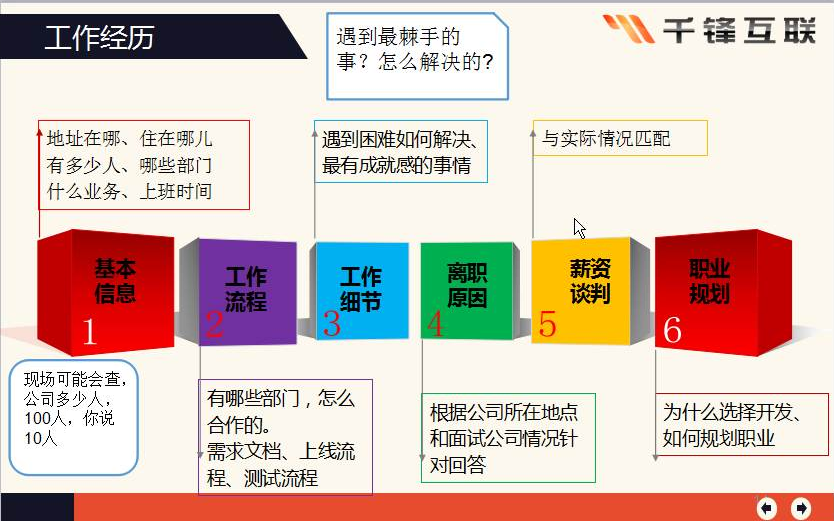 工作经历
遇到最棘手的
事？怎么解决的?
千锋互联
地址在哪、住在哪儿
有多少人、哪些部门
什么业务、上班时间
遇到困难如何解决、
最有成就感的事情
与实际情况匹配
基本
信息
1
工作
流程
2
工作
细节
3
离职
原因
4
薪资
谈判
5
职业
规划
6
现场可能会查，
公司多少人，
100人，你说
10人
有哪些部门，怎么
合作的。
需求文档、上线流
程、测试流程
根据公司所在地点
和面试公司情况针
对回答
为什么选择开发、
如何规划职业